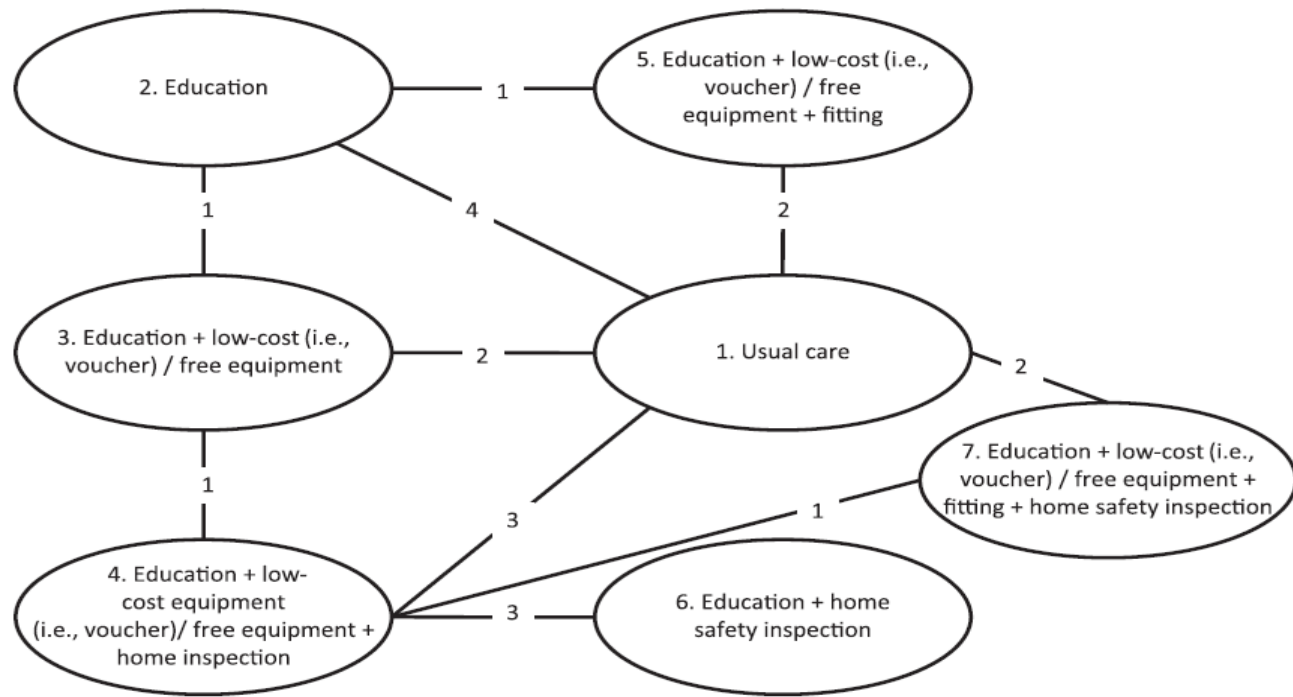 2. Education
1
5. Education + low-cost (i.e.,
voucher) / free
equipment + fitting
1
4
2
3. Education + low-cost (i.e.,
voucher) / free equipment
2
1. Usual care
2
1
3
1
7. Education + low-cost (i.e.,
voucher) / free equipment +
fitting + home safety inspection
4. Education + low-
cost equipment
(i.e., voucher)/ free equipment +
home inspection
3
6. Education + home
safety inspection